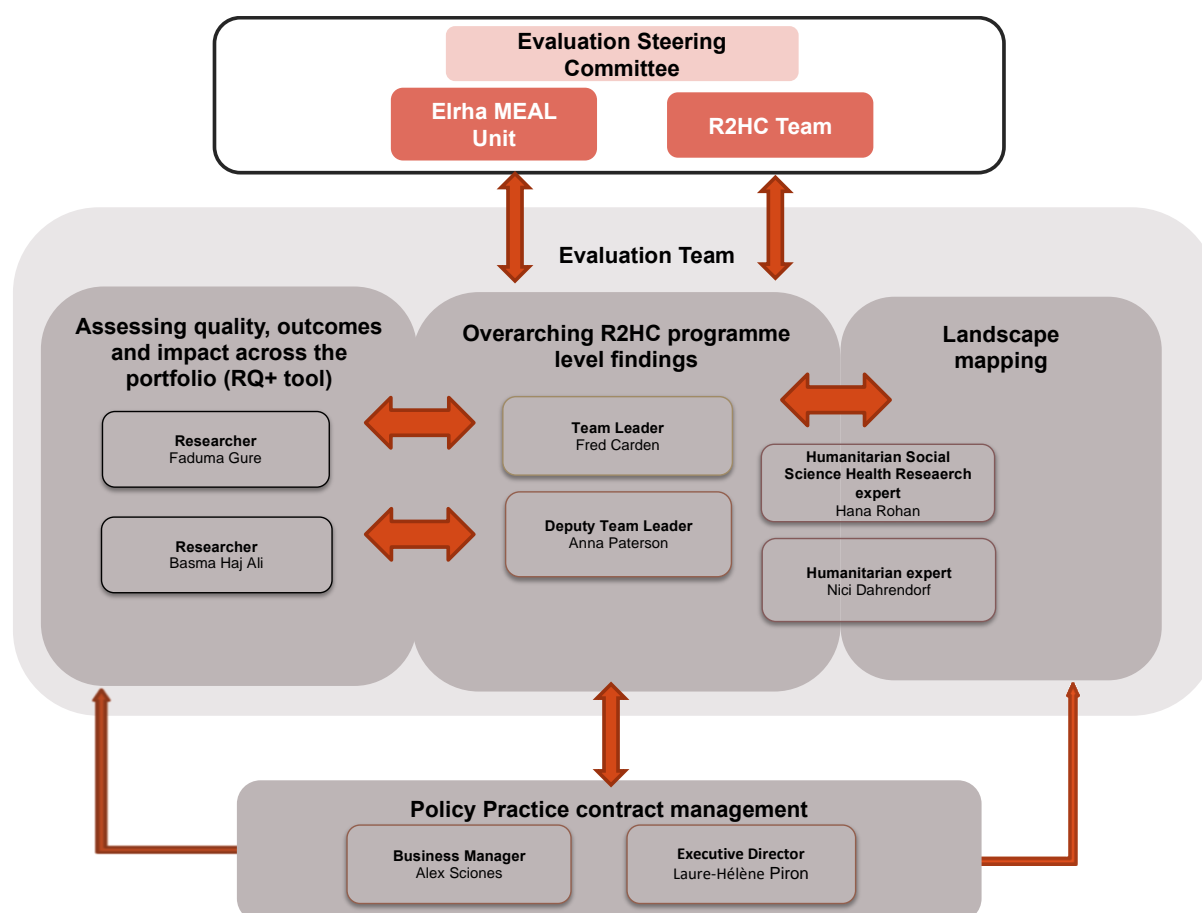 Evaluation Steering
Committee
Elrha MEAL
Unit
R2HC Team
Evaluation Team
Assessing quality, outcomes
and impact across the
portfolio (RQ+ tool)
Researcher
Faduma Gure
Researcher
Basma Haj Ali
Overarching R2HC programme
level findings
Team Leader
Fred Carden
Deputy Team Leader
Anna Paterson
Landscape
mapping
Humanitarian Social
Science Health Reseaerch
expert
Hana Rohan
Humanitarian expert
Nici Dahrendorf
Policy Practice contract management
Business Manager
Alex Sciones
Executive Director
Laure-Hélène Piron